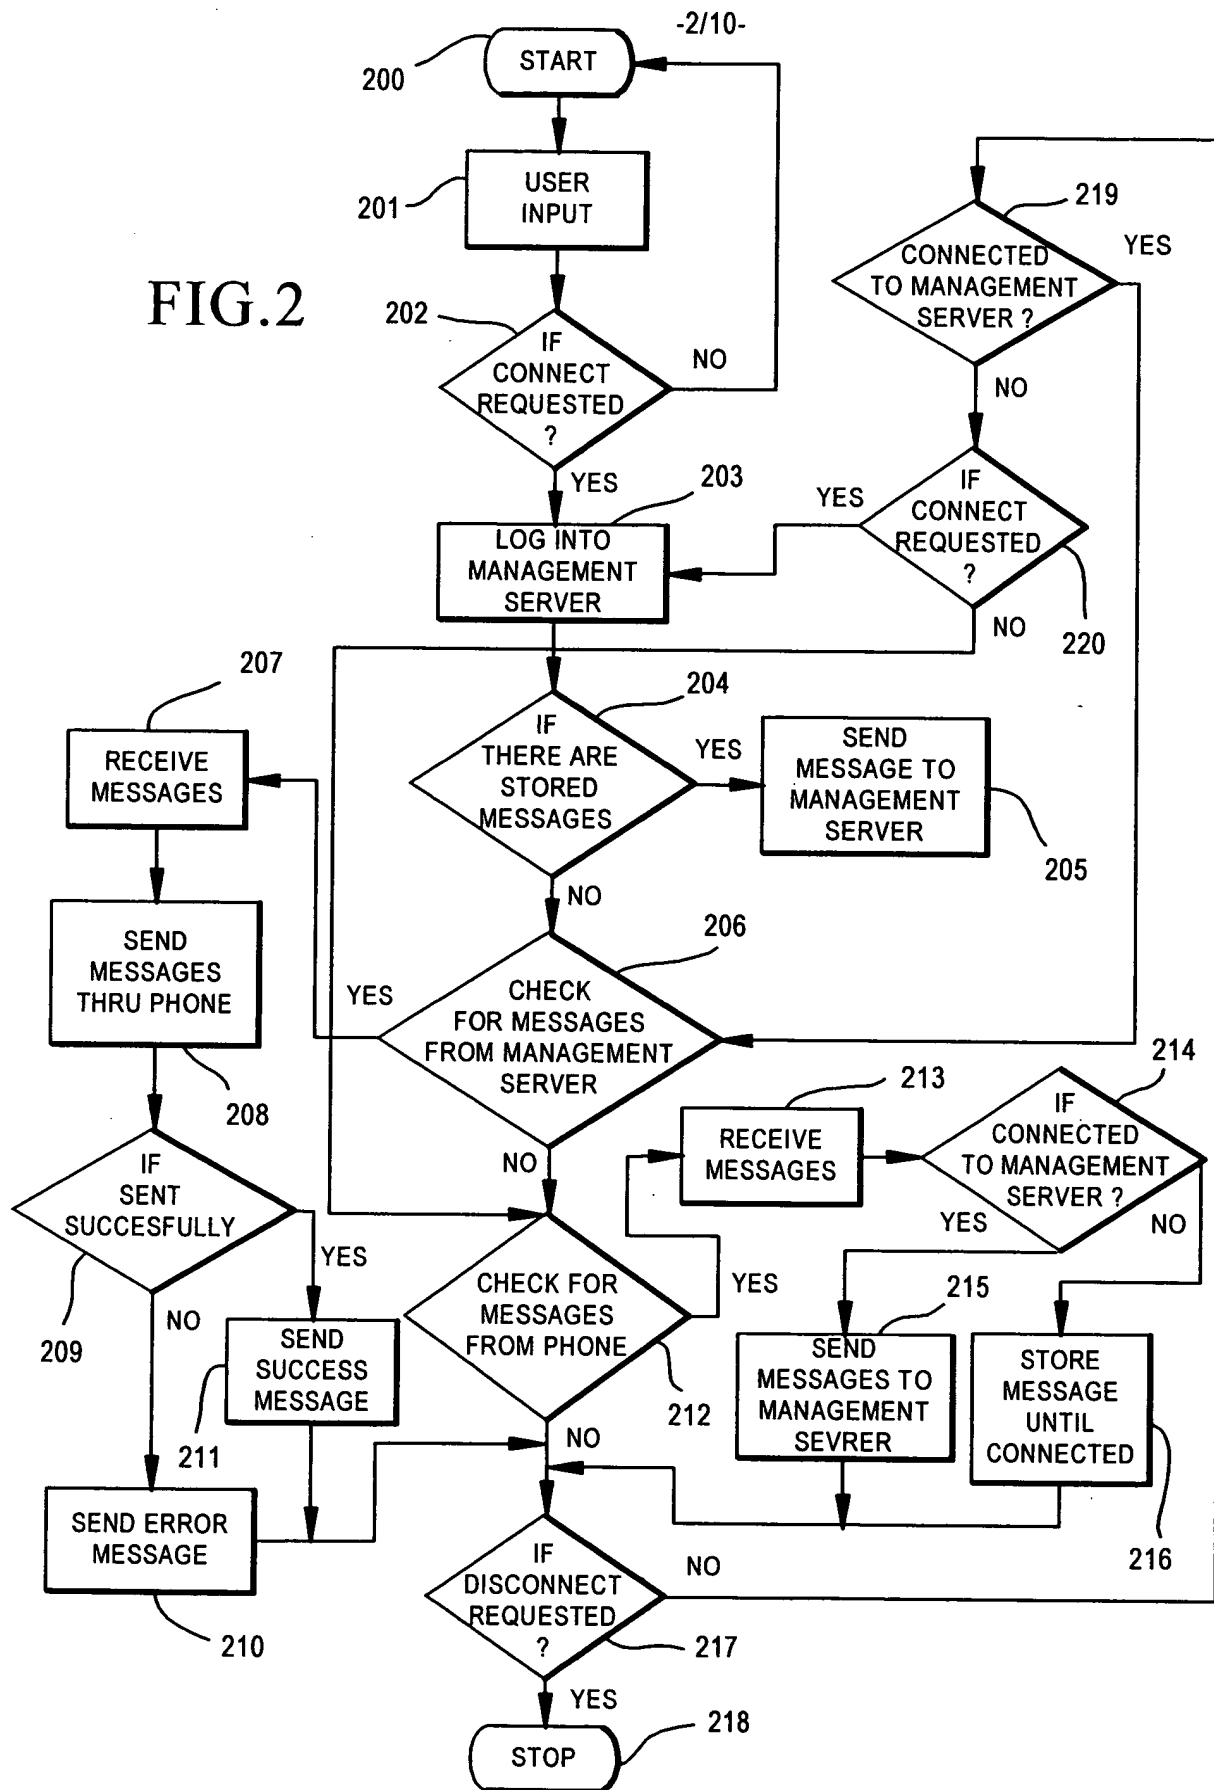 -2/10-
200
START
201
USER
INPUT
FIG.2
202
IF
CONNECT
REQUESTED
?
NO
YES
219
CONNECTED
TO MANAGEMENT
SERVER ?
YES
NO
203
LOG INTO
MANAGEMENT
SERVER
YES
IF
CONNECT
REQUESTED
?
NO
220
207
RECEIVE
MESSAGES
204
IF
THERE ARE
STORED
MESSAGES
YES
NO
SEND
MESSAGE TO
MANAGEMENT
SERVER
205
SEND
MESSAGES
THRU PHONE
208
206
YES
CHECK
FOR MESSAGES
FROM MANAGEMENT
SERVER
NO
213
RECEIVE
MESSAGES
214
IF
CONNECTED
TO MANAGEMENT
SERVER ?
YES
NO
IF
SENT
SUCCESFULLY
YES
NO
209
CHECK FOR
MESSAGES
FROM PHONE
YES
212
NO
215
SEND
MESSAGES TO
MANAGEMENT
SEVRER
STORE
MESSAGE
UNTIL
CONNECTED
216
SEND
SUCCESS
MESSAGE
211
SEND ERROR
MESSAGE
210
IF
DISCONNECT
REQUESTED
?
NO
217
YES
STOP
218